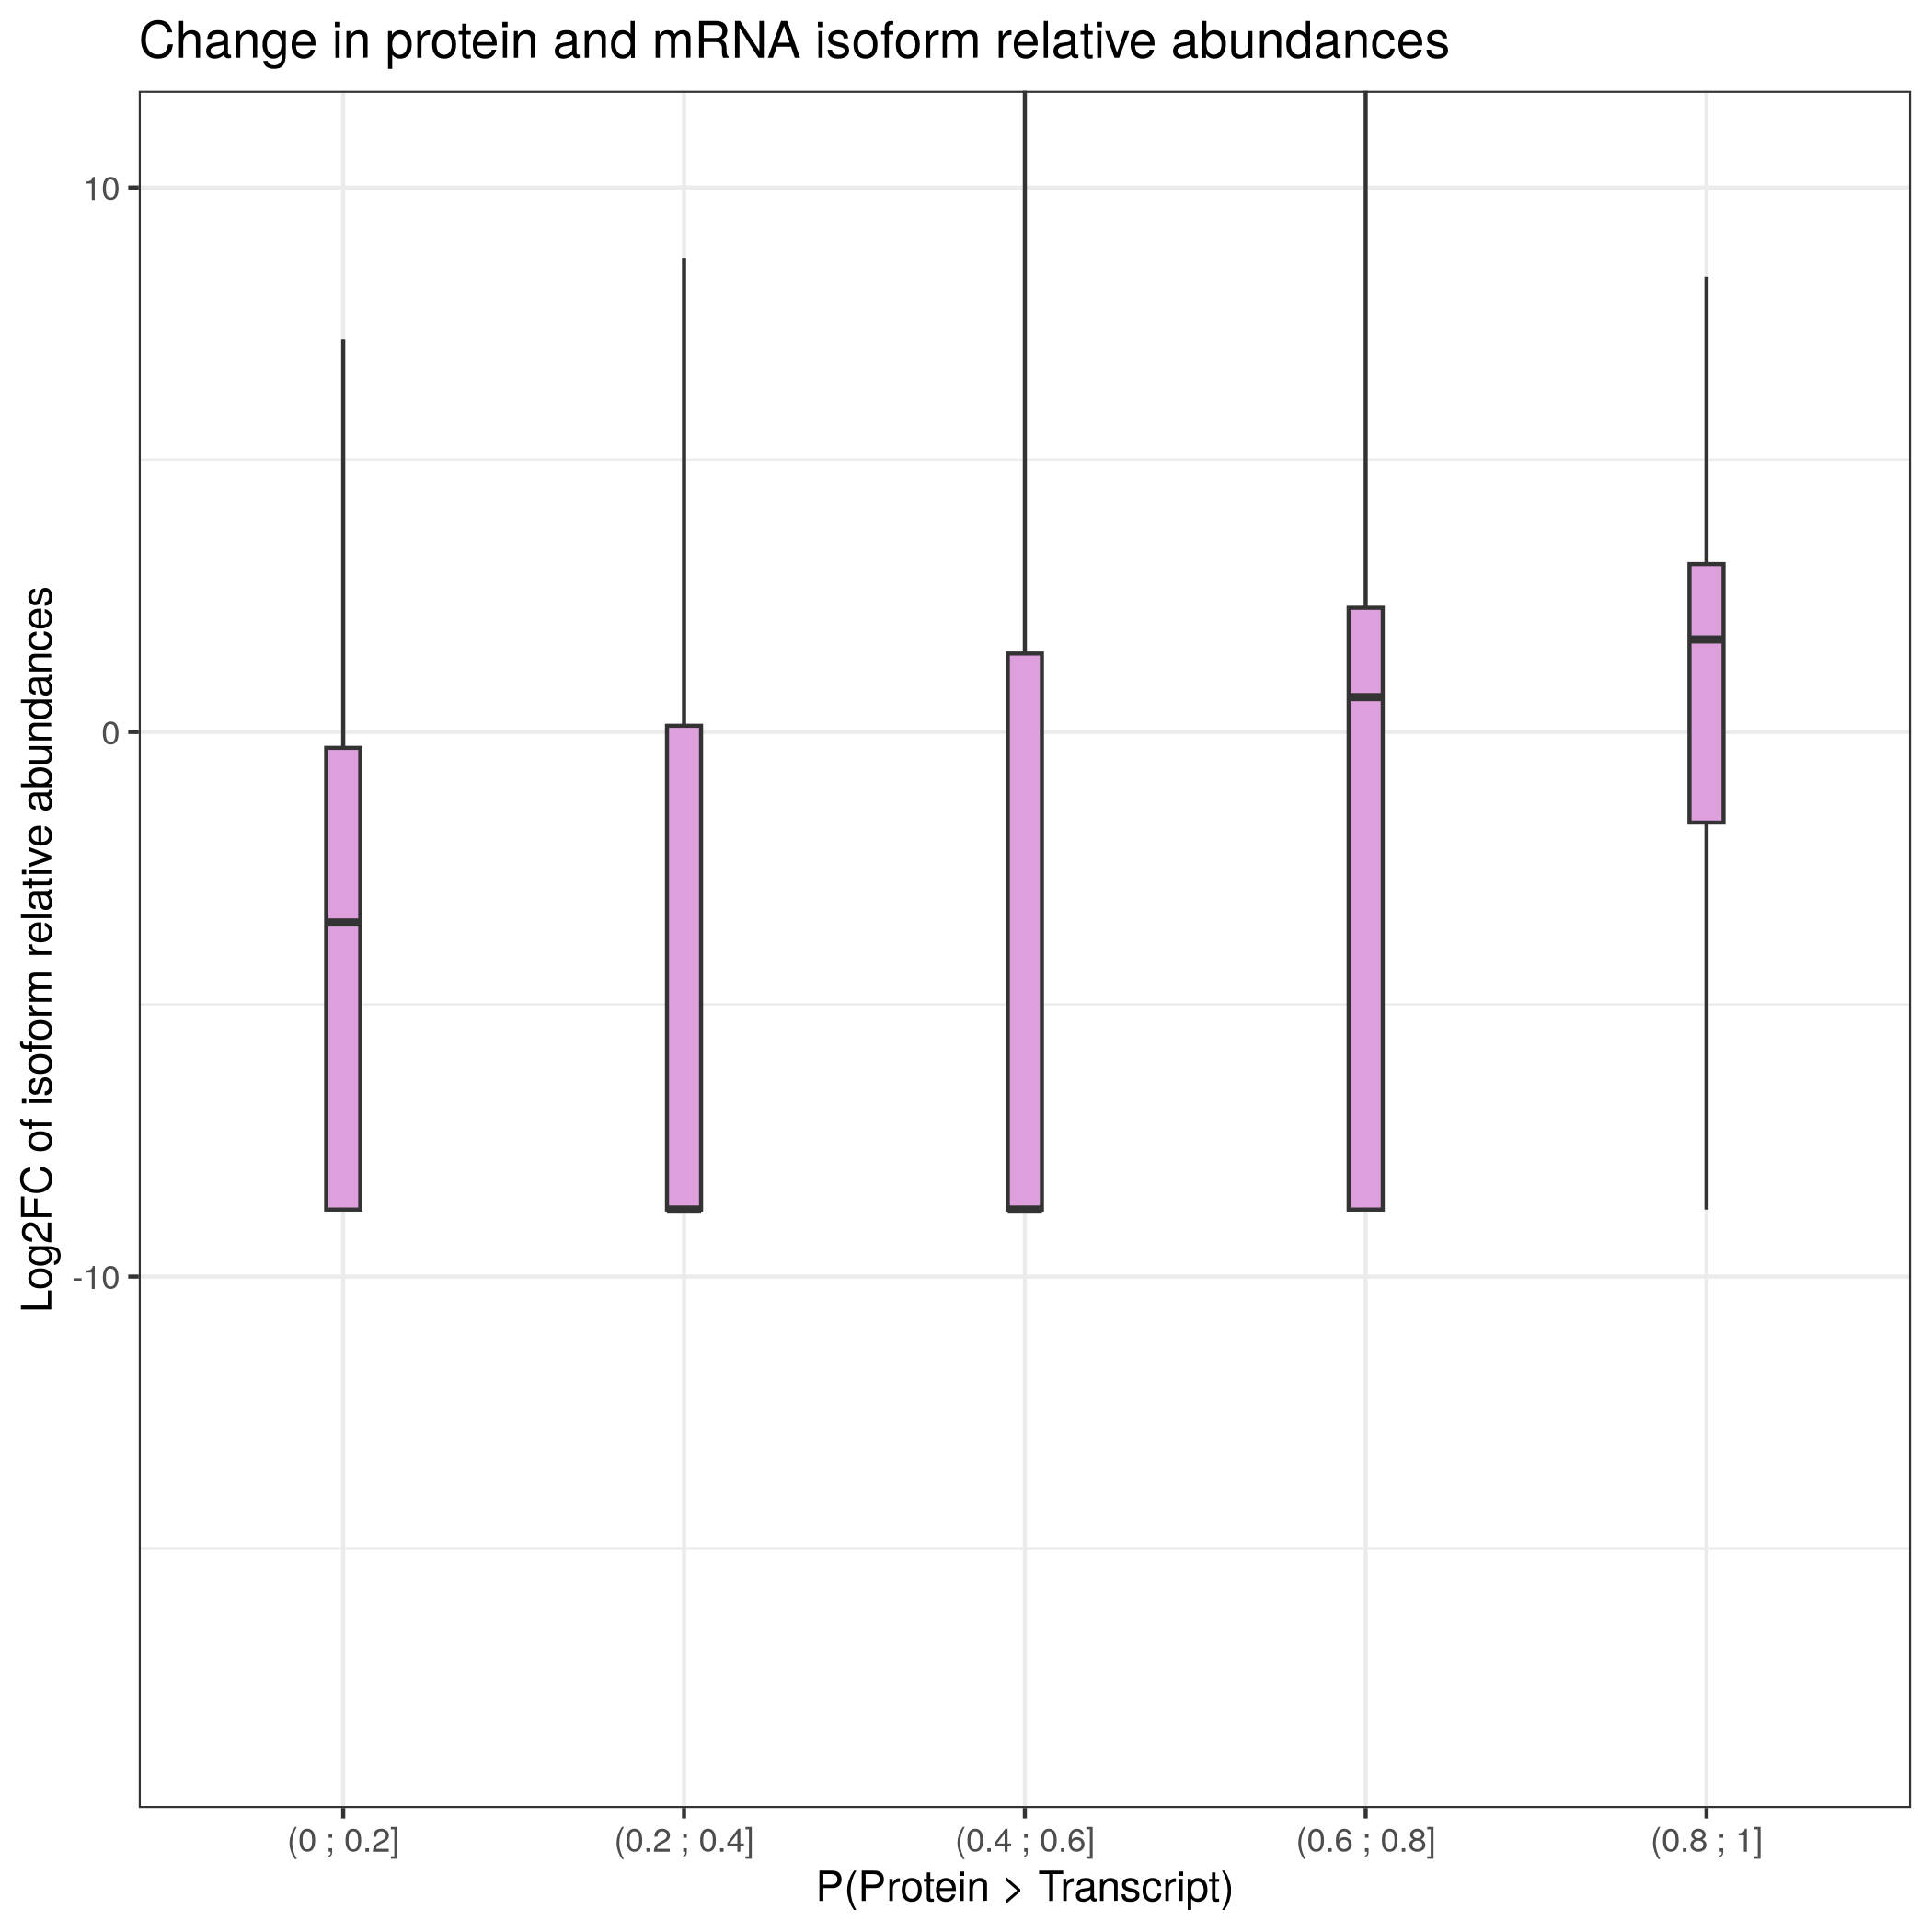 Change in protein and mRNA isoform relative abundances
Log2FC of isoform relative abundances
10
0
-10
(0 ; 0.2]
(0.2 ; 0.4]
(0.4 ; 0.6]
(0.6 ; 0.8]
(0.8 ; 1]
P(Protein > Transcript)